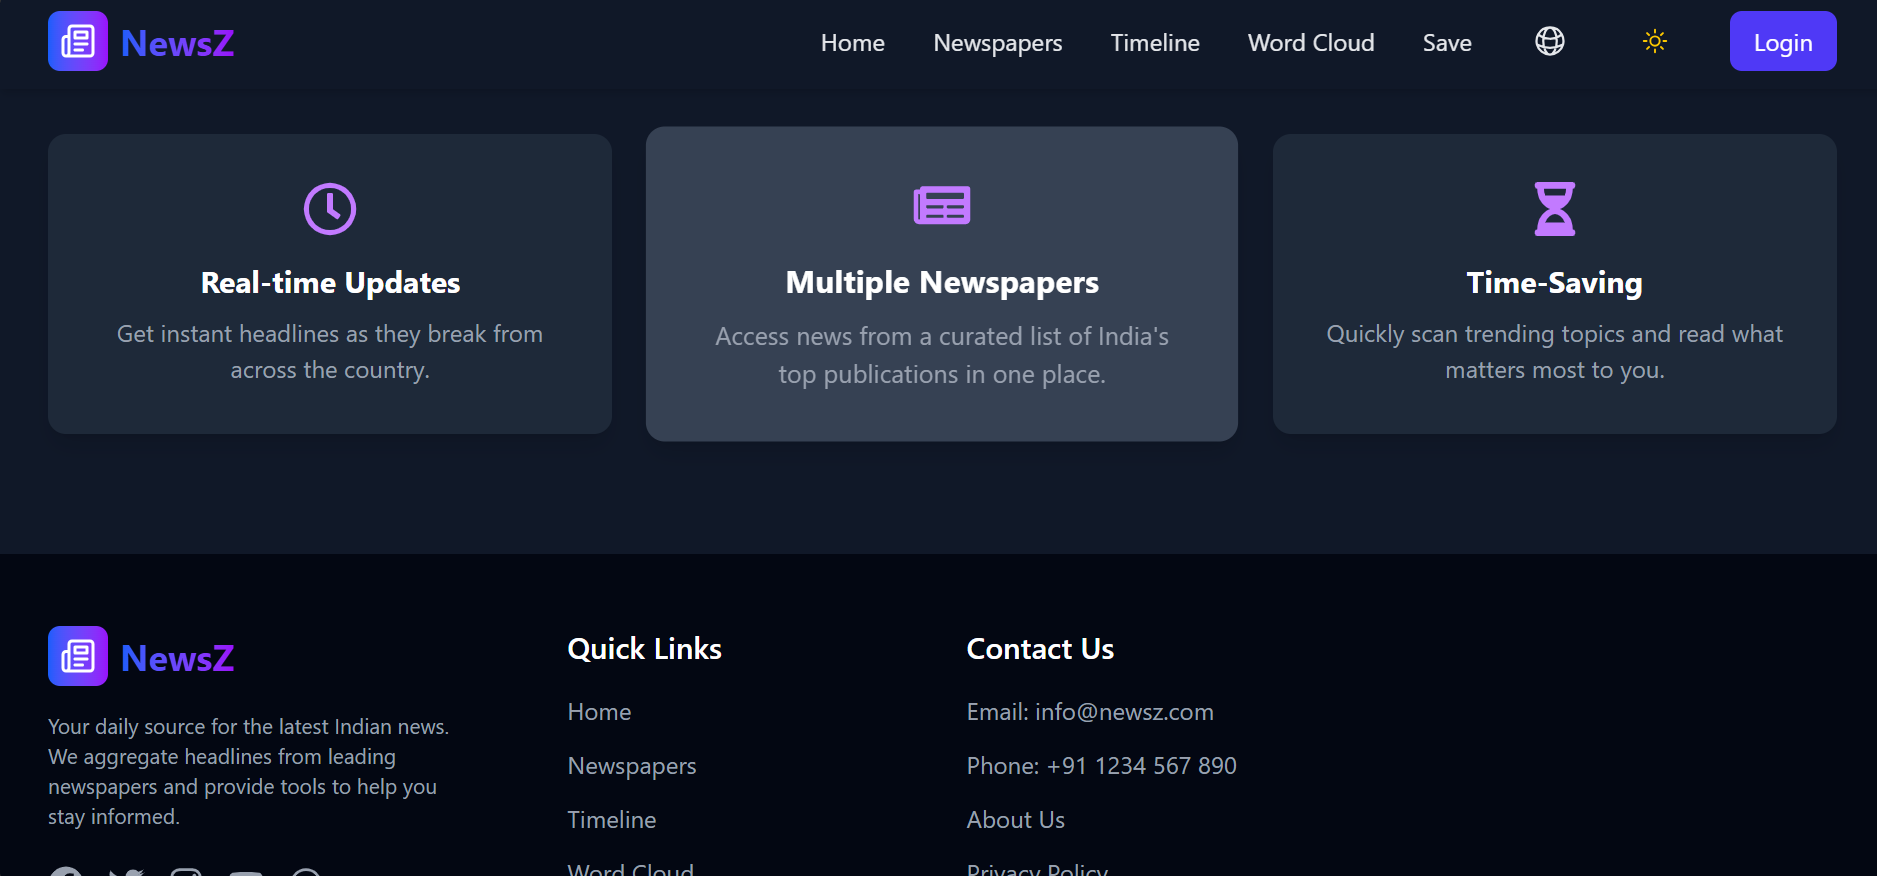 NewsZ
Home Newspapers Timeline Word Cloud Save Login
Real-time Updates
Get instant headlines as they break from
across the country.
Multiple Newspapers
Access news from a curated list of India's
top publications in one place.
Time-Saving
Quickly scan trending topics and read what
matters most to you.
NewsZ
Your daily source for the latest Indian news.
We aggregate headlines from leading
newspapers and provide tools to help you
stay informed.
Quick Links
Home
Newspapers
Timeline
Word Cloud
Contact Us
Email: info@newsz.com
Phone: +91 1234 567 890
About Us
Privacy Policy